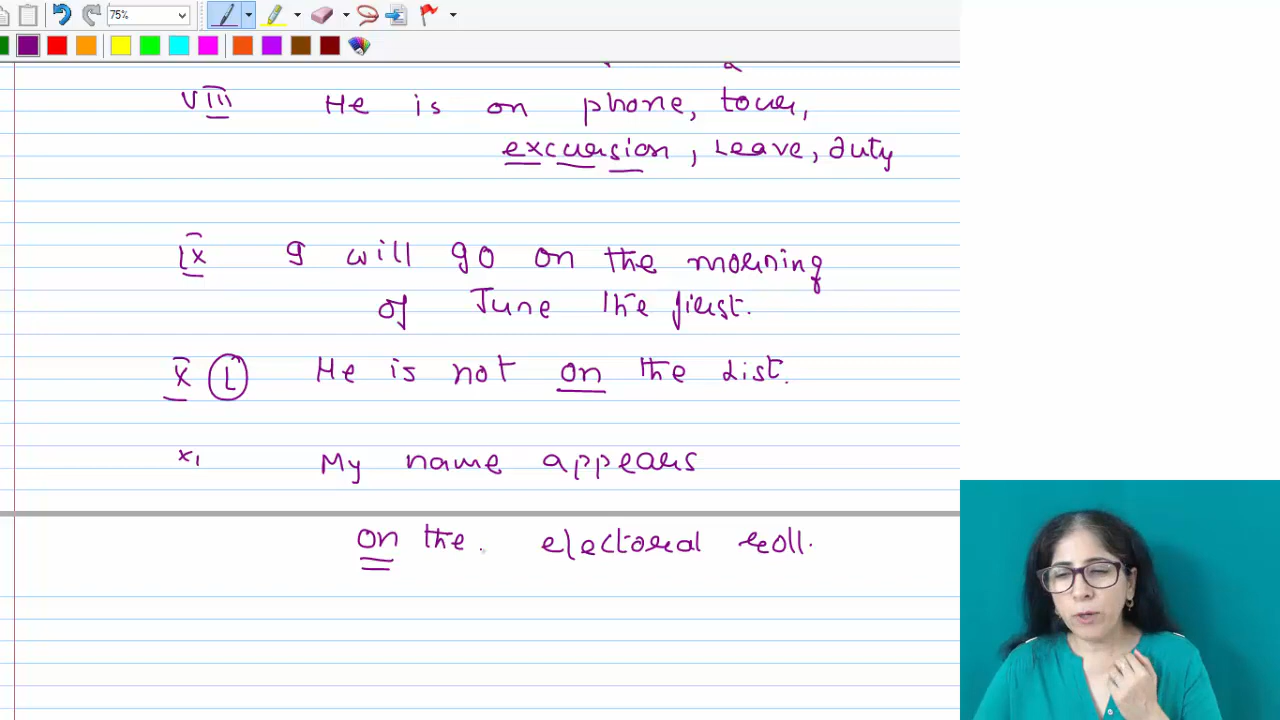 75%
VIII He is on phone, tour,
excursion, Leave, duty
IX I will go on the morning
of June the first.
X L He is not on the List.
XI My name appears
on the electoral roll.